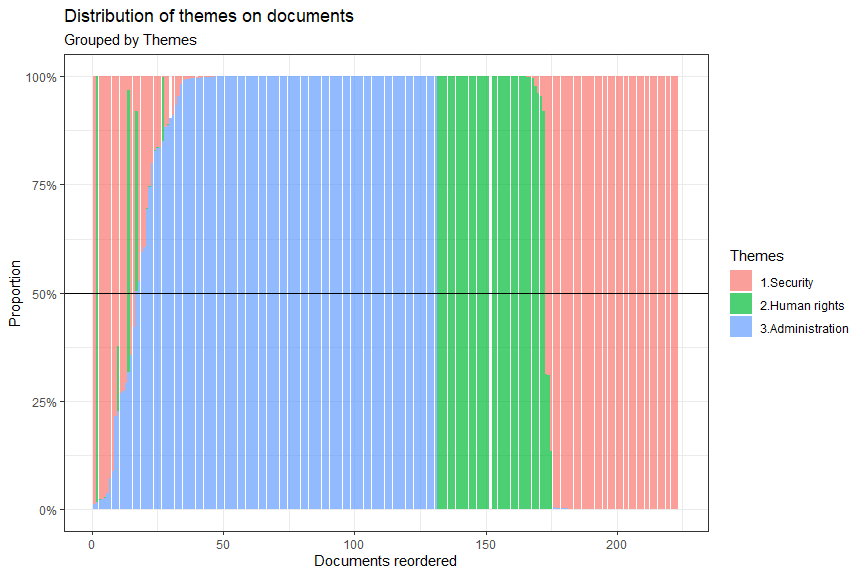 Distribution of themes on documents
Grouped by Themes
100%
75%
50%
25%
0%
Proportion
0 50 100 150 200
Documents reordered
Themes
1.Security
2.Human rights
3.Administration